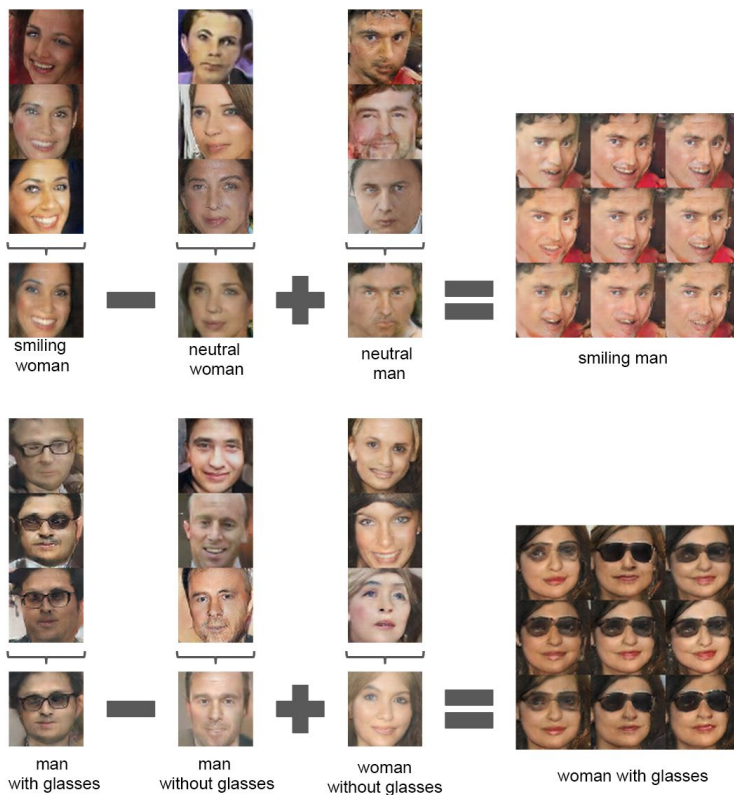 smiling
woman
neutral
woman
neutral
man
smiling man
man
with glasses
man
without glasses
woman
without glasses
woman with glasses